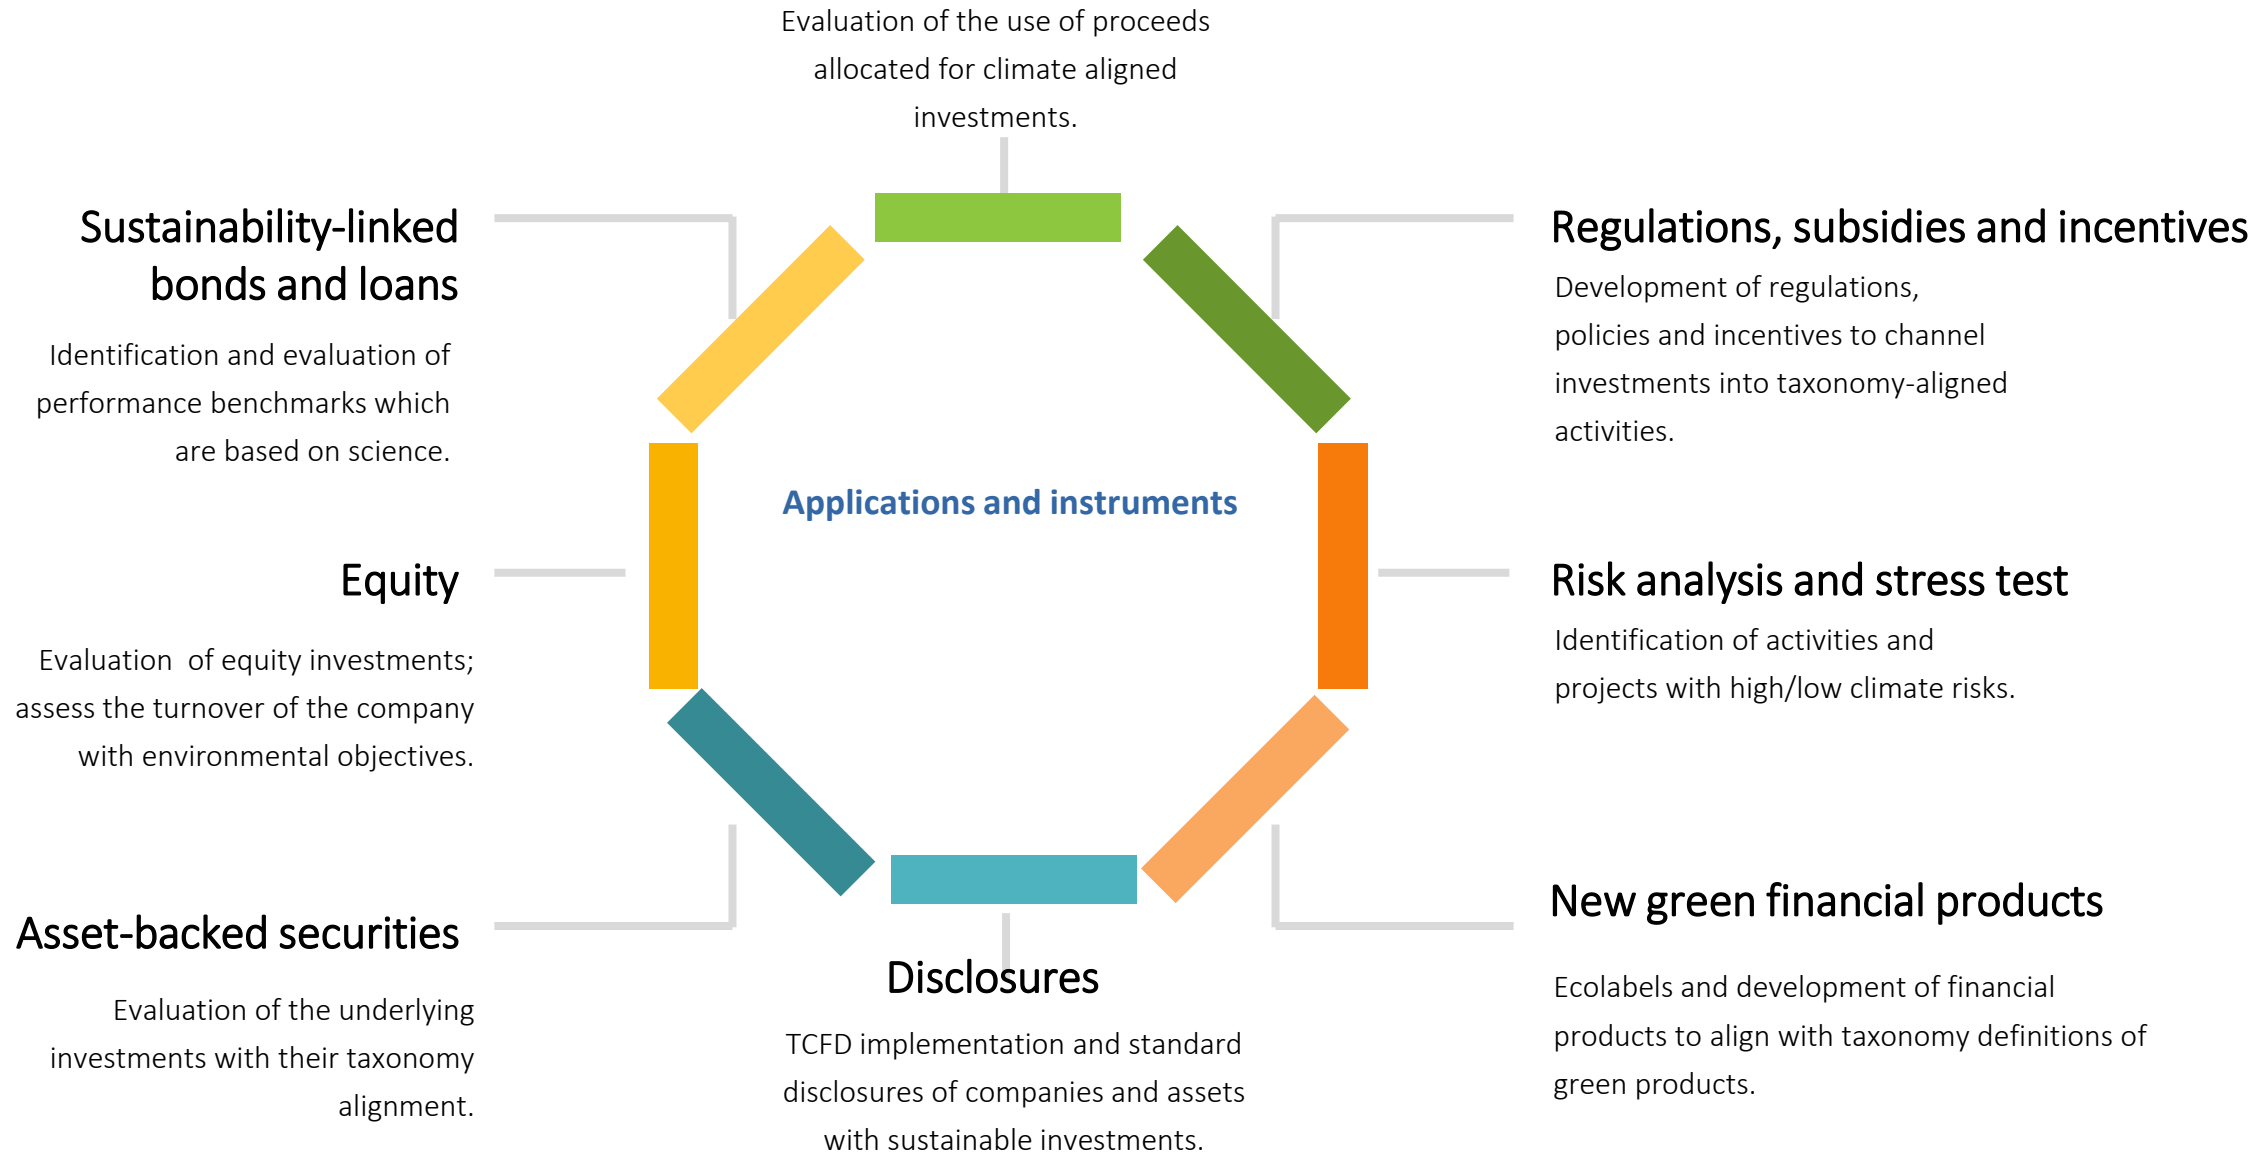 Evaluation of the use of proceeds
allocated for climate aligned
investments.
Sustainability-linked
bonds and loans
Identification and evaluation of
performance benchmarks which
are based on science.
Regulations, subsidies and incentives
Development of regulations,
policies and incentives to channel
investments into taxonomy-aligned
activities.
Applications and instruments
Equity
Evaluation  of equity investments;
assess the turnover of the company
with environmental objectives.
Risk analysis and stress test
Identification of activities and
projects with high/low climate risks.
Asset-backed securities
Evaluation of the underlying
investments with their taxonomy
alignment.
Disclosures
TCFD implementation and standard
disclosures of companies and assets
with sustainable investments.
New green financial products
Ecolabels and development of financial
products to align with taxonomy definitions of
green products.